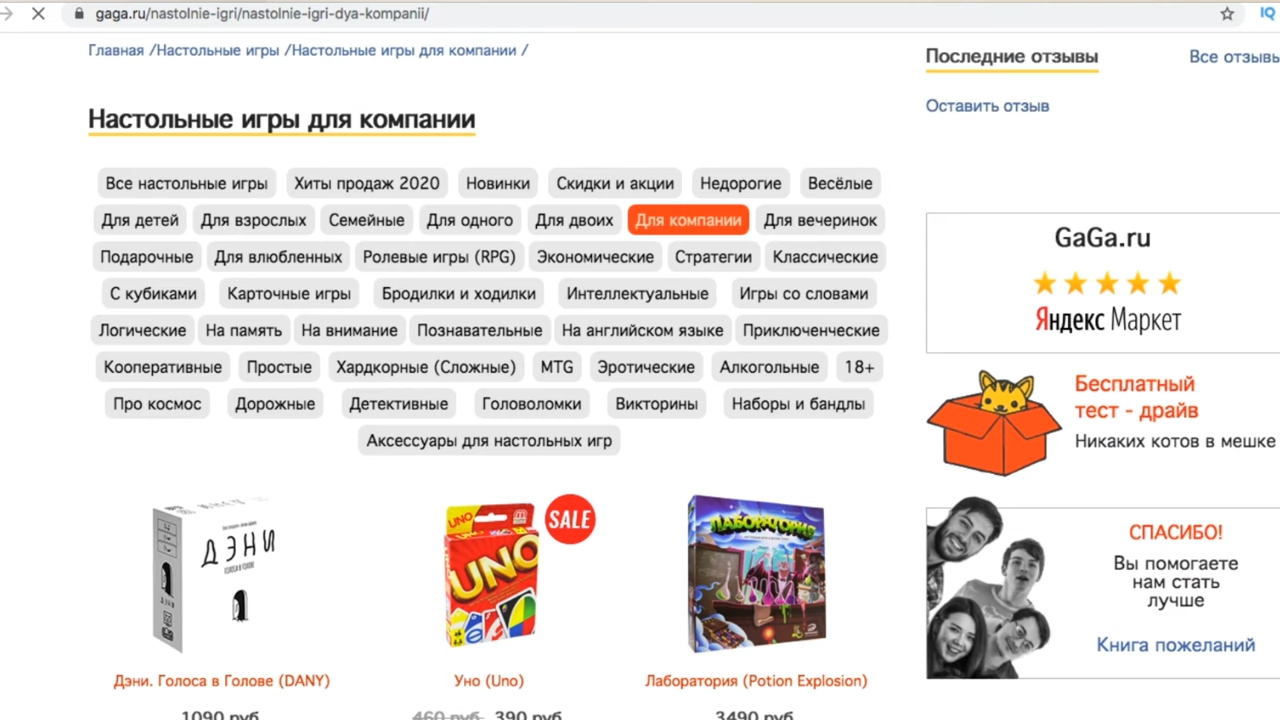 gaga.ru/nastolnie-igri/nastolnie-igri-dya-kompanii/
IQ
Главная /Настольные игры /Настольные игры для компании /
Настольные игры для компании
Все настольные игры Хиты продаж 2020 Новинки Скидки и акции Недорогие Весёлые
Для детей Для взрослых Семейные Для одного Для двоих Для компании Для вечеринок
Подарочные Для влюбленных Ролевые игры (RPG) Экономические Стратегии Классические
С кубиками Карточные игры Бродилки и ходилки Интеллектуальные Игры со словами
Логические На память На внимание Познавательные На английском языке Приключенческие
Кооперативные Простые Хардкорные (Сложные) MTG Эротические Алкогольные 18+
Про космос Дорожные Детективные Головоломки Викторины Наборы и бандлы
Аксессуары для настольных игр
ДЭНИ
ГОЛОСА В ГОЛОВЕ
ДЭНИ
UNO
UNO
SALE
ЛАБОРАТОРИЯ
Дэни. Голоса в Голове (DANY) Уно (Uno) Лаборатория (Potion Explosion)
1090 руб. 460 руб. 390 руб. 3490 руб.
Последние отзывы Все отзывы
Оставить отзыв
GaGa.ru
Яндекс Маркет
Бесплатный
тест - драйв
Никаких котов в мешке
СПАСИБО!
Вы помогаете
нам стать
лучше
Книга пожеланий